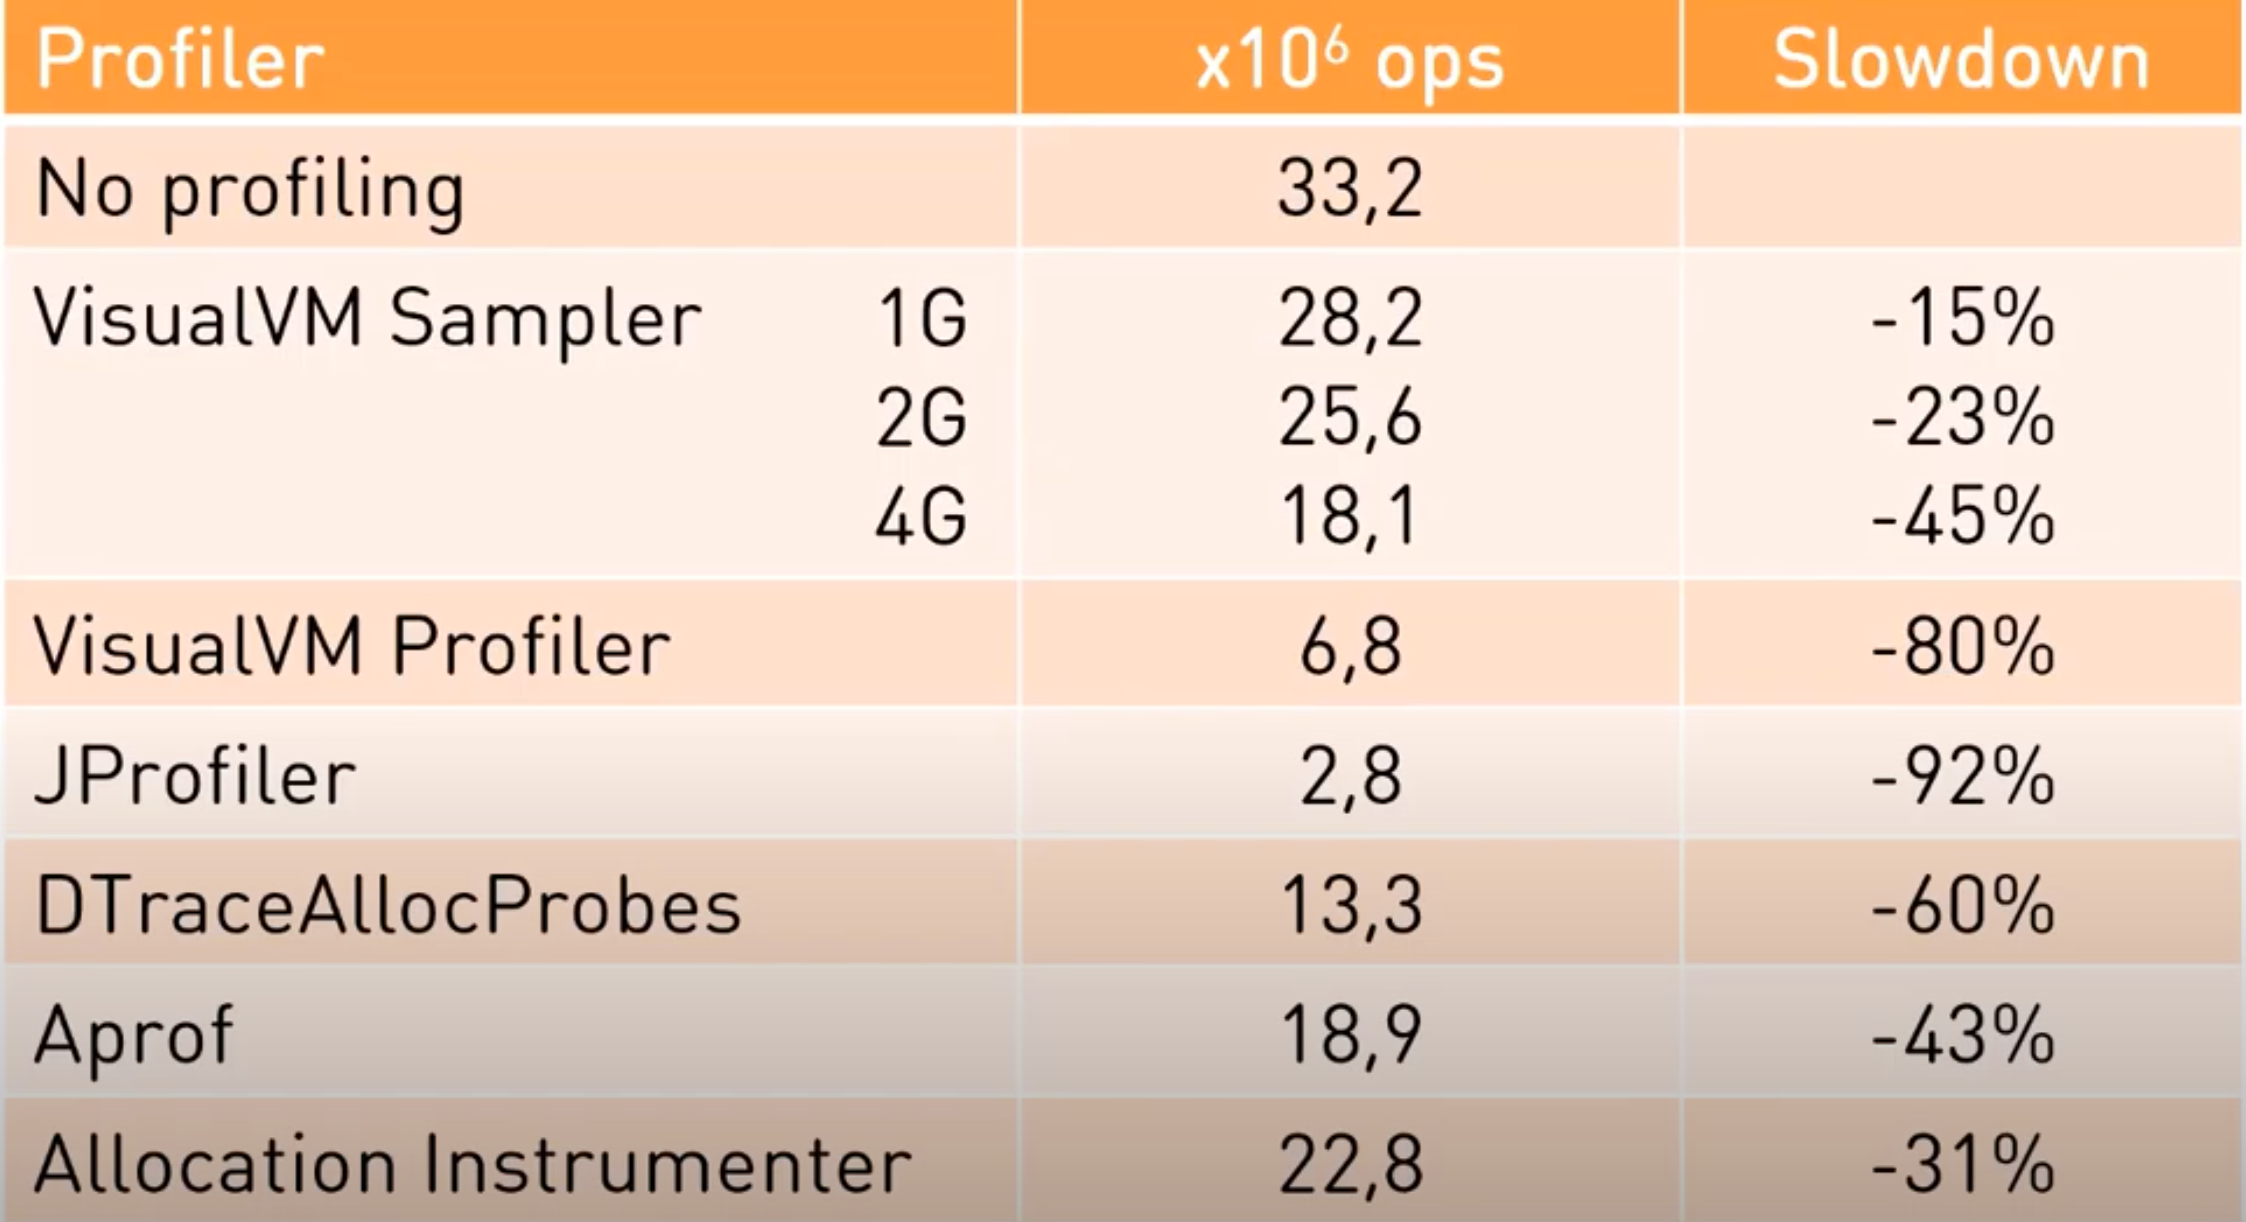 Profiler x10⁶ ops Slowdown
No profiling 33,2
VisualVM Sampler 1G 28,2 -15%
2G 25,6 -23%
4G 18,1 -45%
VisualVM Profiler 6,8 -80%
JProfiler 2,8 -92%
DTraceAllocProbes 13,3 -60%
Aprof 18,9 -43%
Allocation Instrumenter 22,8 -31%